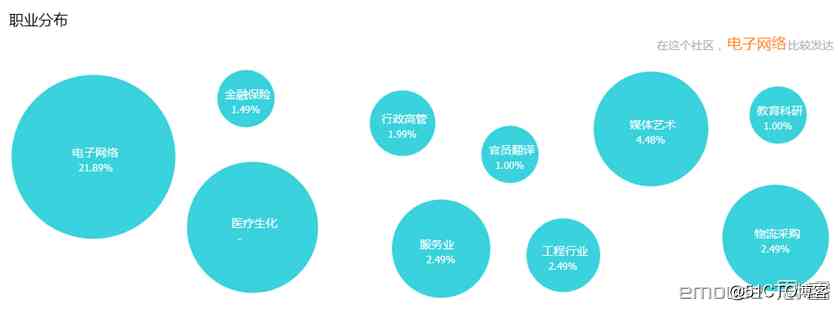 职业分布
在这个社区，电子网络比较发达
电子网络
21.89%
金融保险
1.49%
医疗生化
-
行政高管
1.99%
官员翻译
1.00%
服务业
2.49%
工程行业
2.49%
媒体艺术
4.48%
教育科研
1.00%
物流采购
2.49%
@51CTO博客